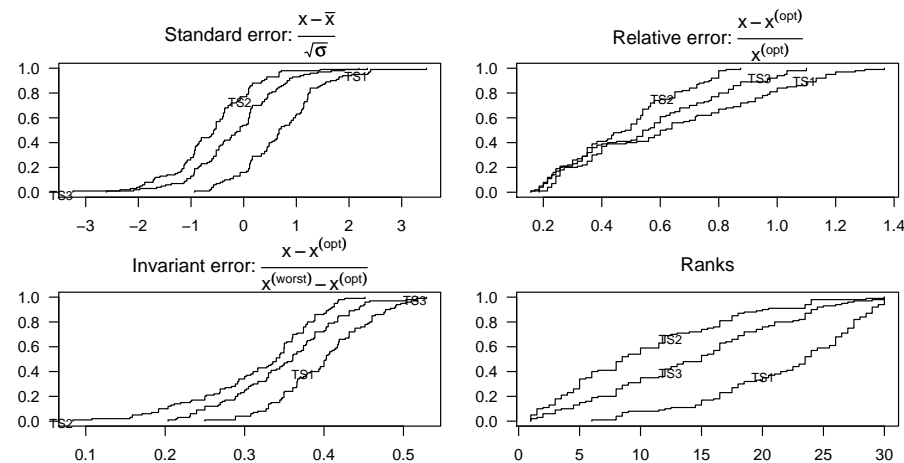 Standard error: (x − x̄) / √σ
1.0
0.8
0.6
0.4
0.2
0.0
TS2
TS1
TS3
−3 −2 −1 0 1 2 3
Relative error: (x − x^(opt)) / x^(opt)
1.0
0.8
0.6
0.4
0.2
0.0
TS2
TS3
TS1
0.2 0.4 0.6 0.8 1.0 1.2 1.4
Invariant error: (x − x^(opt)) / (x^(worst) − x^(opt))
1.0
0.8
0.6
0.4
0.2
0.0
TS3
TS1
TS2
0.1 0.2 0.3 0.4 0.5
Ranks
1.0
0.8
0.6
0.4
0.2
0.0
TS2
TS3
TS1
0 5 10 15 20 25 30